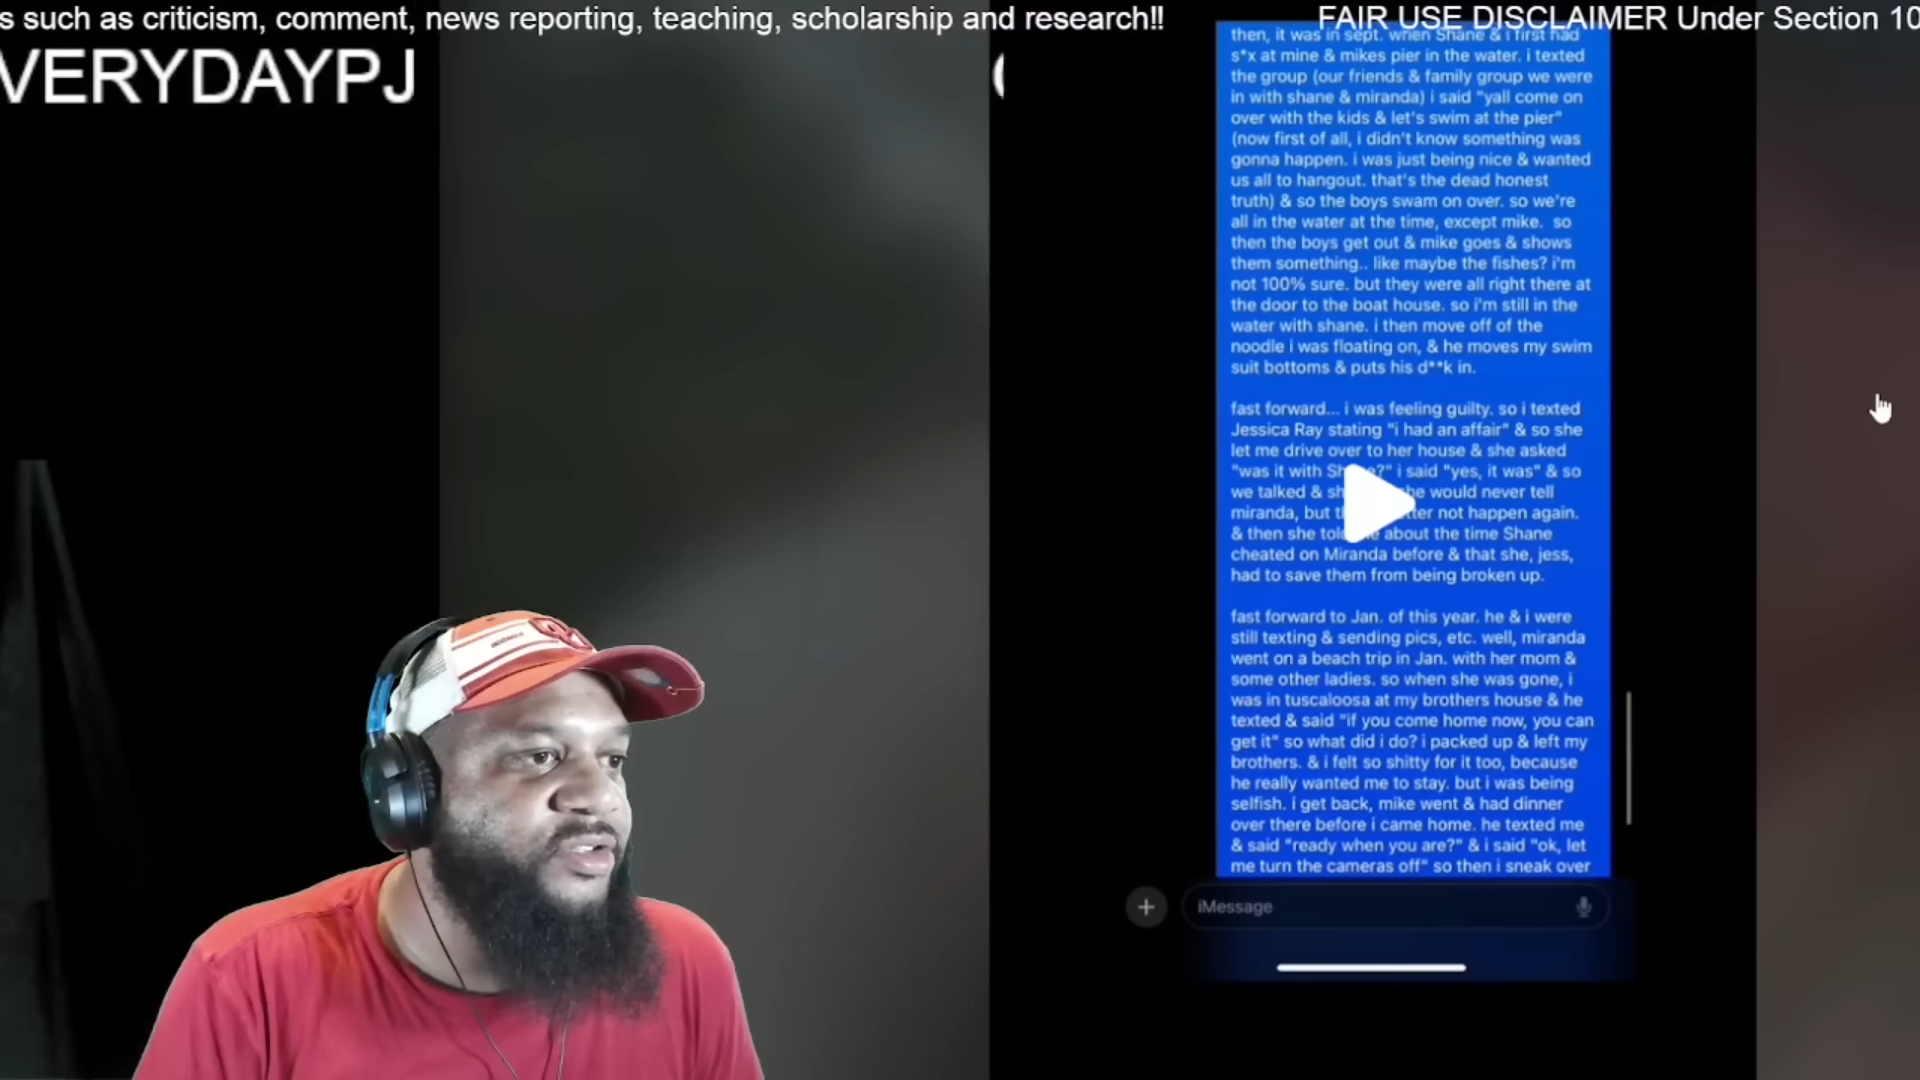 s such as criticism, comment, news reporting, teaching, scholarship and research!!
FAIR USE DISCLAIMER Under Section 10
VERYDAYPJ
then, it was in sept. when Shane & i first had
s*x at mine & mikes pier in the water. i texted
the group (our friends & family group we were
in with shane & miranda) i said "yall come on
over with the kids & let's swim at the pier"
(now first of all, i didn't know something was
gonna happen. i was just being nice & wanted
us all to hangout. that's the dead honest
truth) & so the boys swam on over. so we're
all in the water at the time, except mike. so
then the boys get out & mike goes & shows
them something.. like maybe the fishes? i'm
not 100% sure. but they were all right there at
the door to the boat house. so i'm still in the
water with shane. i then move off of the
noodle i was floating on, & he moves my swim
suit bottoms & puts his d**k in.
fast forward... i was feeling guilty. so i texted
Jessica Ray stating "i had an affair" & so she
let me drive over to her house & she asked
"was it with Sh e?" i said "yes, it was" & so
we talked & sh he would never tell
miranda, but t ter not happen again.
& then she tol e about the time Shane
cheated on Miranda before & that she, jess,
had to save them from being broken up.
fast forward to Jan. of this year. he & i were
still texting & sending pics, etc. well, miranda
went on a beach trip in Jan. with her mom &
some other ladies. so when she was gone, i
was in tuscaloosa at my brothers house & he
texted & said "if you come home now, you can
get it" so what did i do? i packed up & left my
brothers. & i felt so shitty for it too, because
he really wanted me to stay. but i was being
selfish. i get back, mike went & had dinner
over there before i came home. he texted me
& said "ready when you are?" & i said "ok, let
me turn the cameras off" so then i sneak over
iMessage